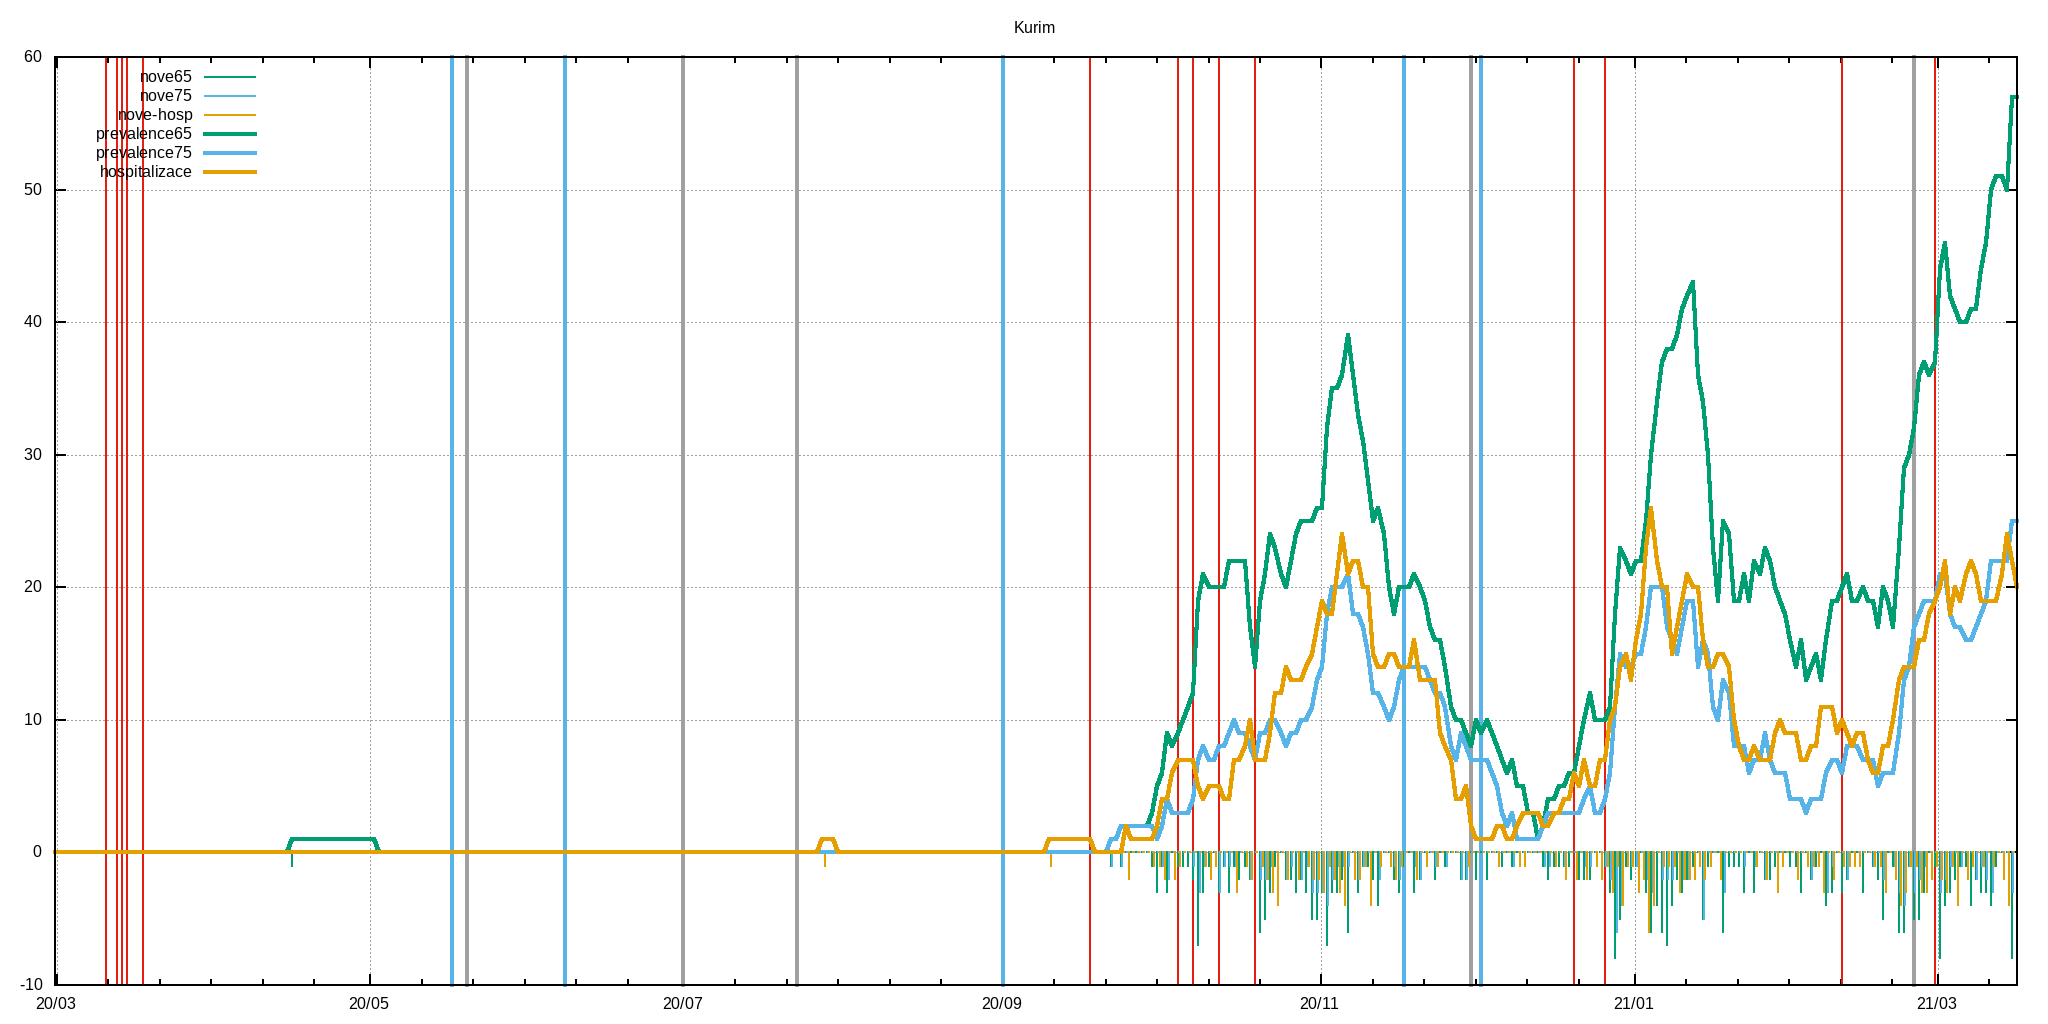 Kurim
60
nove65
nove75
nove-hosp
prevalence65
prevalence75
hospitalizace
50
40
30
20
10
0
-10
20/03 20/05 20/07 20/09 20/11 21/01 21/03